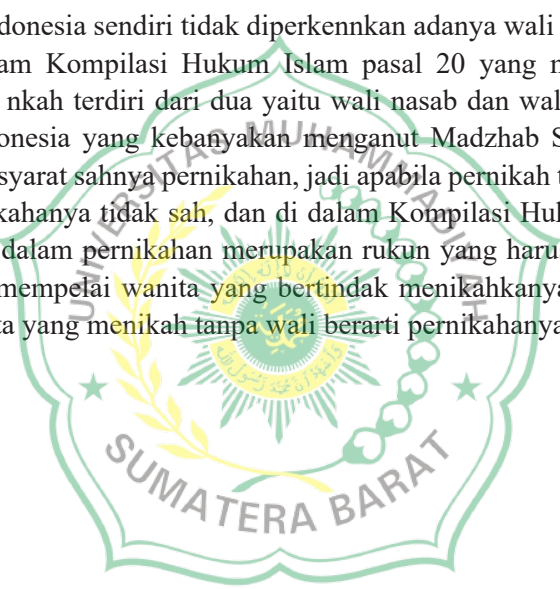 donesia sendiri tidak diperkennkan adanya wali
am Kompilasi Hukum Islam pasal 20 yang
nkah terdiri dari dua yaitu wali nasab dan wal
onesia yang kebanyakan menganut Madzhab S
syarat sahnya pernikahan, jadi apabila pernikah t
kahanya tidak sah, dan di dalam Kompilasi Huk
dalam pernikahan merupakan rukun yang haru
mempelai wanita yang bertindak menikahkanya
ta yang menikah tanpa wali berarti pernikahanya
UNIVERSITAS MUHAMMADIYAH
SUMATERA BARAT